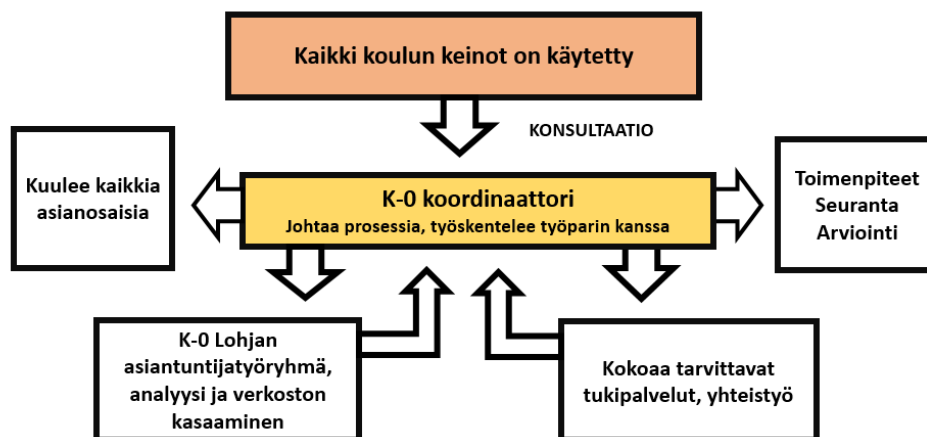 Kaikki koulun keinot on käytetty
KONSULTAATIO
Kuulee kaikkia
asianosaisia
K-0 koordinaattori
Johtaa prosessia, työskentelee työparin kanssa
Toimenpiteet
Seuranta
Arviointi
K-0 Lohjan
asiantuntijatyöryhmä,
analyysi ja verkoston
kasaaminen
Kokoaa tarvittavat
tukipalvelut, yhteistyö